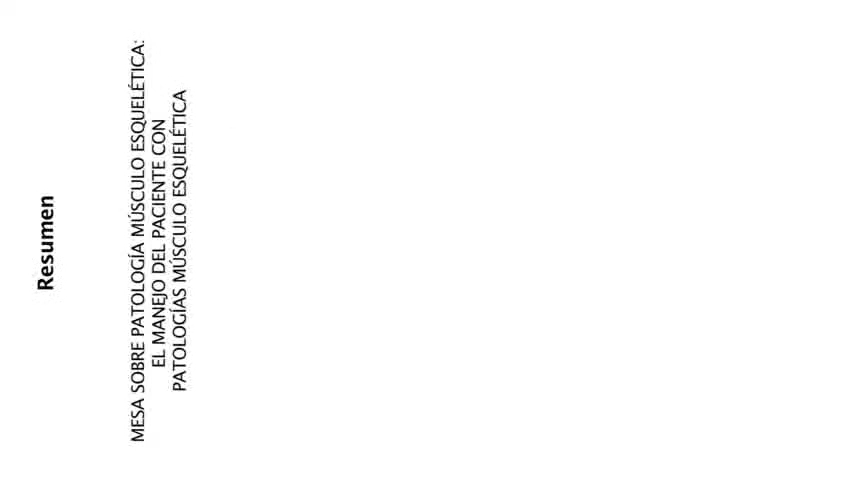 Resumen
MESA SOBRE PATOLOGÍA MÚSCULO ESQUELÉTICA:
EL MANEJO DEL PACIENTE CON
PATOLOGÍAS MÚSCULO ESQUELÉTICA